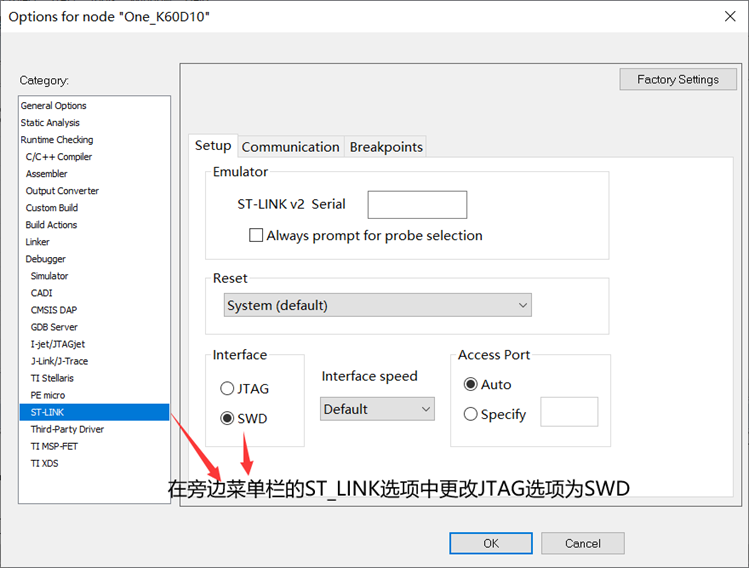 Options for node "One_K60D10"
Category:
Factory Settings
General Options
Static Analysis
Runtime Checking
C/C++ Compiler
Assembler
Output Converter
Custom Build
Build Actions
Linker
Debugger
Simulator
CADI
CMSIS DAP
GDB Server
I-jet/JTAGjet
J-Link/J-Trace
TI Stellaris
PE micro
ST-LINK
Third-Party Driver
TI MSP-FET
TI XDS
Setup Communication Breakpoints
Emulator
ST-LINK v2 Serial
Always prompt for probe selection
Reset
System (default)
Interface
JTAG
SWD
Interface speed
Default
Access Port
Auto
Specify
在旁边菜单栏的ST_LINK选项中更改JTAG选项为SWD
OK Cancel